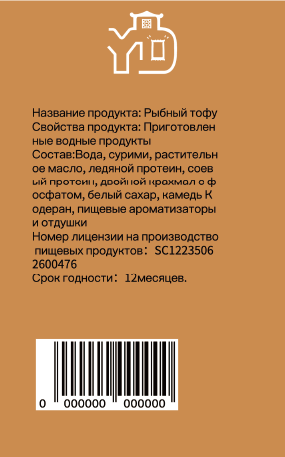 YD
Название продукта: Рыбный тофу
Свойства продукта: Приготовлен
ные водные продукты
Состав:Вода, сурими, растительн
ое масло, ледяной протеин, соев
ый протеин, двойной крахмал с ф
осфатом, белый сахар, камедь К
одеран, пищевые ароматизаторы
и отдушки
Номер лицензии на производство
пищевых продуктов: SC1223506
2600476
Срок годности: 12месяцев.
0 000000 000000